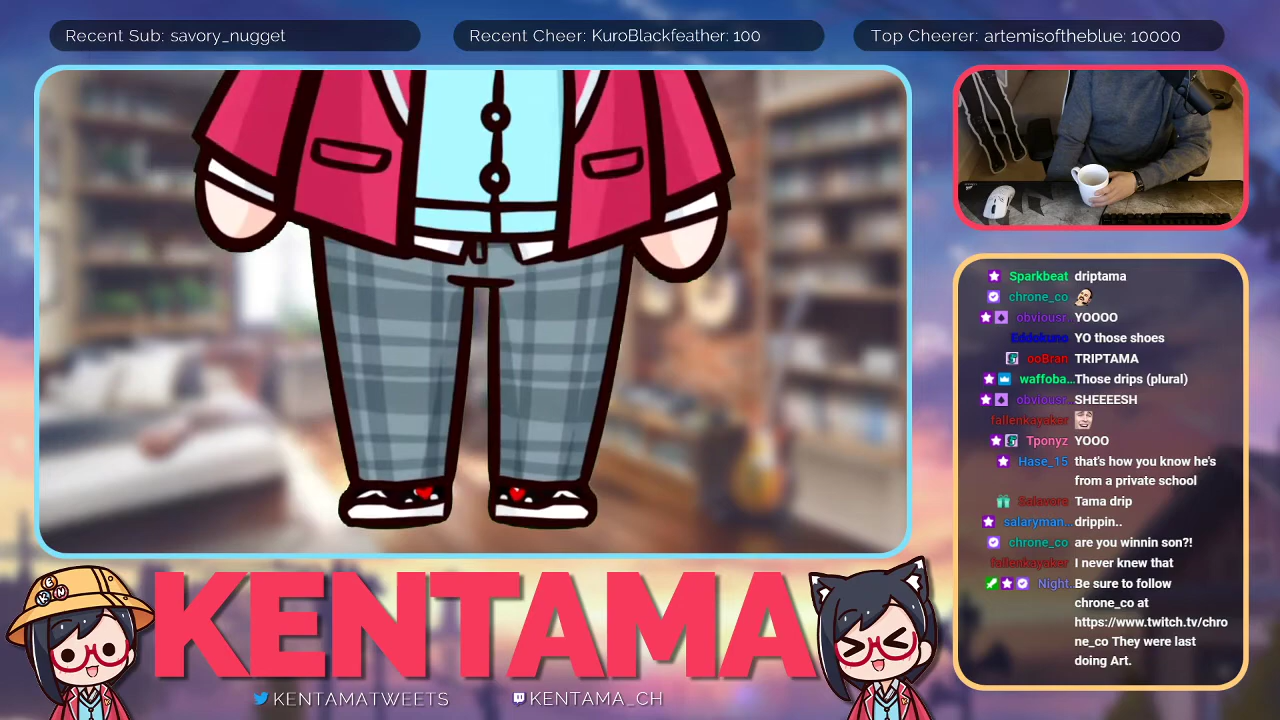 Recent Sub: savory_nugget
Recent Cheer: KuroBlackfeather: 100
Top Cheerer: artemisoftheblue: 10000
Sparkbeat driptama
chrone_co
obviousr.. YOOOO
Eddokuno YO those shoes
ooBran TRIPTAMA
waffoba... Those drips (plural)
obviousr.. SHEEEESH
fallenkayaker
Tponyz YOOO
Hase_15 that's how you know he's
from a private school
Salavore Tama drip
salaryman.. drippin..
chrone_co are you winnin son?!
fallenkayaker I never knew that
Night.. Be sure to follow
chrone_co at
https://www.twitch.tv/chro
ne_co They were last
doing Art.
KENTAMA
KENTAMATWEETS
KENTAMA_CH